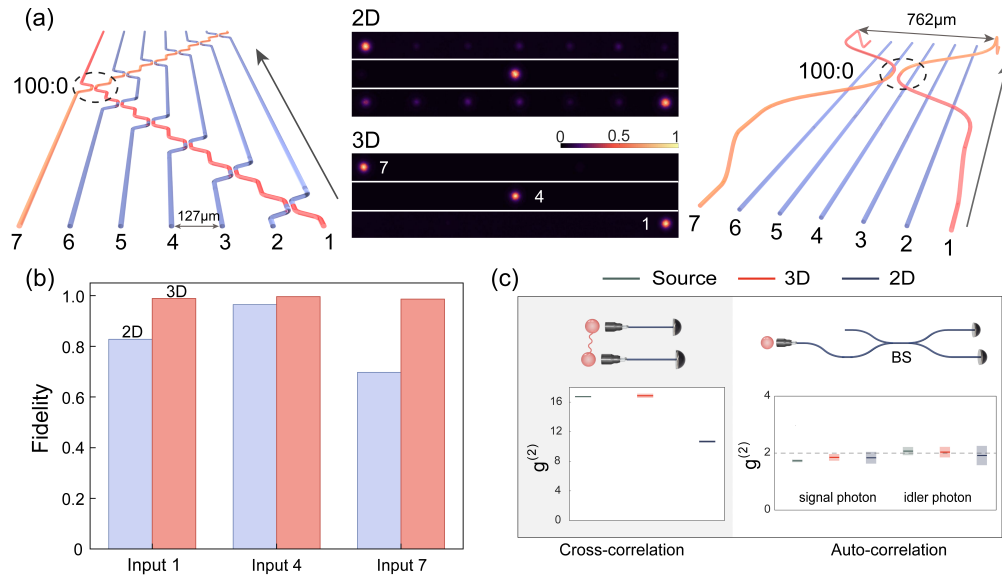 (a)
2D
762μm
100:0
100:0
0 0.5 1
3D
7
4
1
127μm
7 6 5 4 3 2 1
7 6 5 4 3 2 1
(b)
(c)
Source 3D 2D
1.0
0.8
0.6
0.4
0.2
0
Fidelity
2D
3D
Input 1 Input 4 Input 7
BS
16
12
8
4
0
g(2)
4
2
0
g(2)
signal photon idler photon
Cross-correlation Auto-correlation